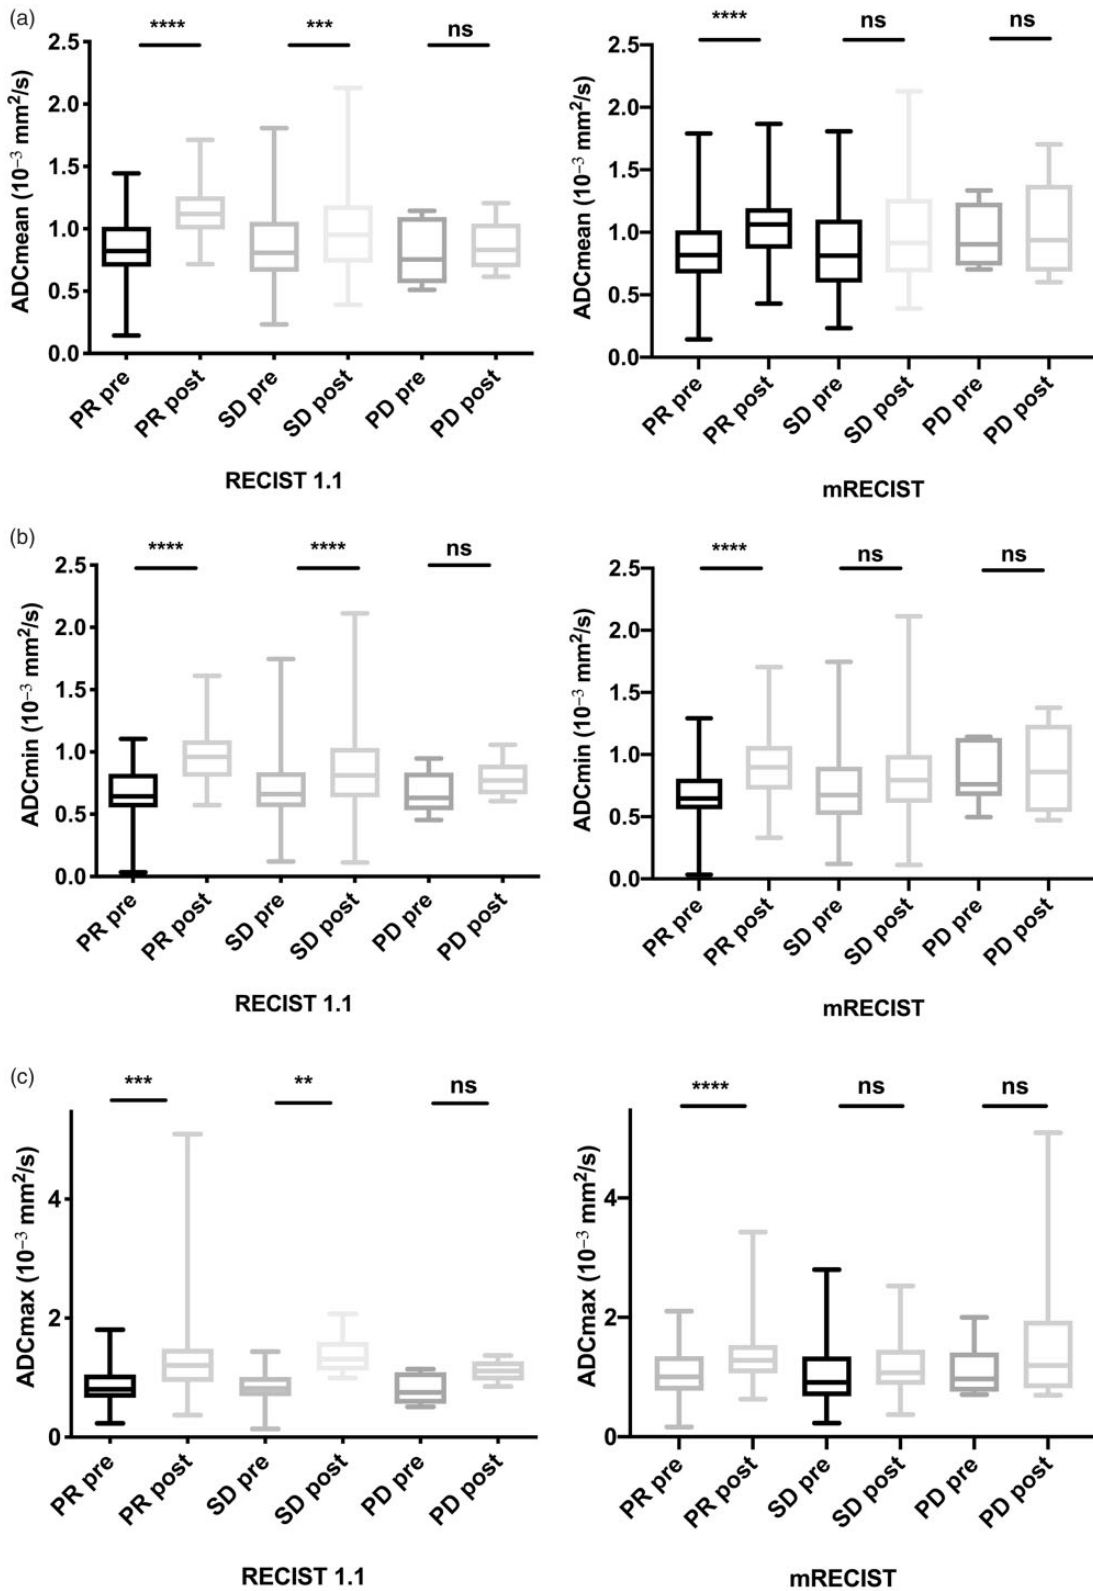 (a)
**** *** ns
2.5
2.0
1.5
1.0
0.5
0.0
ADCmean (10⁻³ mm²/s)
PR pre PR post SD pre SD post PD pre PD post
RECIST 1.1
**** ns ns
2.5
2.0
1.5
1.0
0.5
0.0
ADCmean (10⁻³ mm²/s)
PR pre PR post SD pre SD post PD pre PD post
mRECIST
(b)
**** **** ns
2.5
2.0
1.5
1.0
0.5
0.0
ADCmin (10⁻³ mm²/s)
PR pre PR post SD pre SD post PD pre PD post
RECIST 1.1
**** ns ns
2.5
2.0
1.5
1.0
0.5
0.0
ADCmin (10⁻³ mm²/s)
PR pre PR post SD pre SD post PD pre PD post
mRECIST
(c)
*** ** ns
4
2
0
ADCmax (10⁻³ mm²/s)
PR pre PR post SD pre SD post PD pre PD post
RECIST 1.1
**** ns ns
4
2
0
ADCmax (10⁻³ mm²/s)
PR pre PR post SD pre SD post PD pre PD post
mRECIST